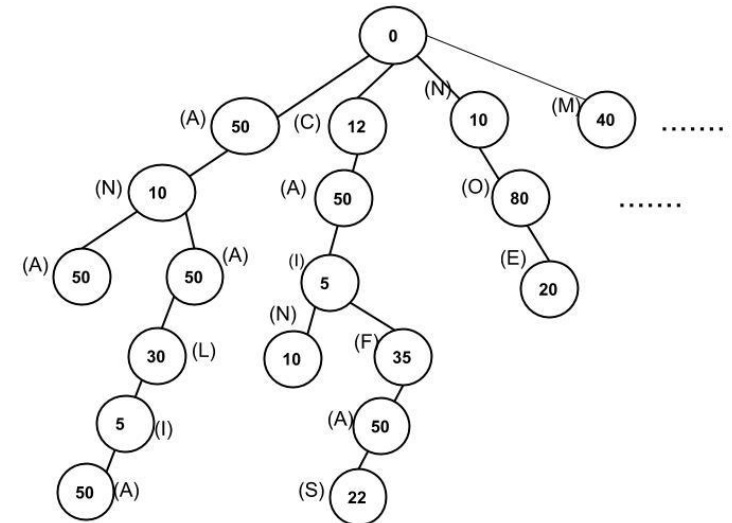 0
(A) 50 (C) 12 (N) 10 (M) 40 .......
(N) 10 (A) 50 (O) 80 .......
(A) 50 50 (A) (I) 5 (E) 20
30 (L) (N) 10 (F) 35
5 (I) (A) 50
50 (A) (S) 22